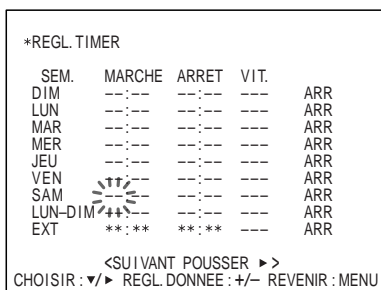 *REGL. TIMER
SEM. MARCHE ARRET VIT.
DIM --:-- --:-- --- ARR
LUN --:-- --:-- --- ARR
MAR --:-- --:-- --- ARR
MER --:-- --:-- --- ARR
JEU --:-- --:-- --- ARR
VEN --:-- --:-- --- ARR
SAM --:-- --:-- --- ARR
LUN–DIM --:-- --:-- --- ARR
EXT **:** **:** --- ARR
<SUIVANT POUSSER ►>
CHOISIR : ▼/► REGL. DONNEE : +/– REVENIR : MENU